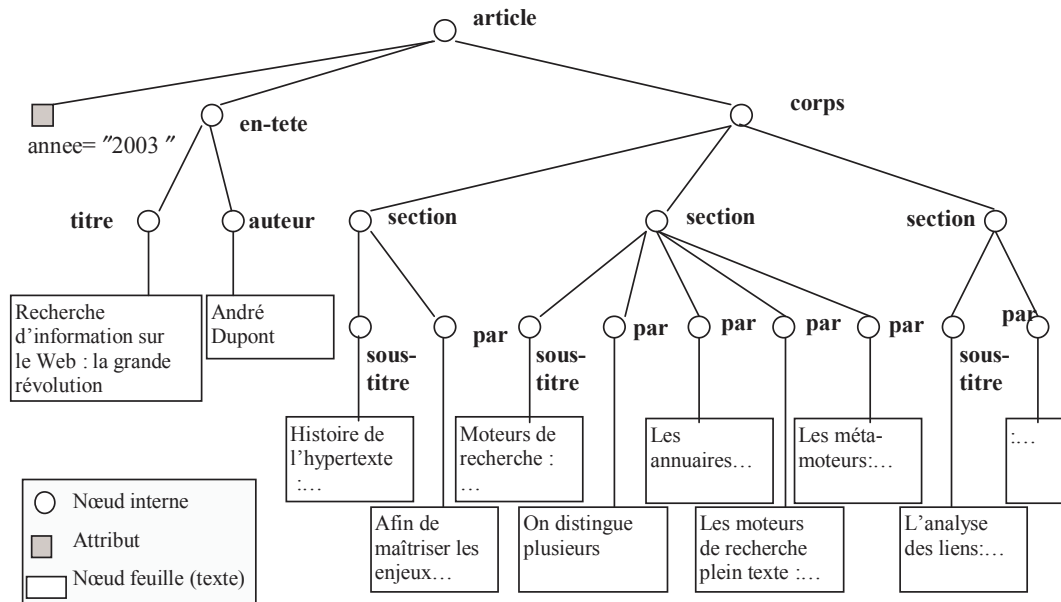 article
annee= ″2003 ″
en-tete
corps
titre
auteur
section
section
section
Recherche
d’information sur
le Web : la grande
révolution
André
Dupont
sous-
titre
par
sous-
titre
par
par
par
par
sous-
titre
par
Histoire de
l’hypertexte
:…
Moteurs de
recherche :
…
Les
annuaires…
Les méta-
moteurs:…
:…
Afin de
maîtriser les
enjeux…
On distingue
plusieurs
Les moteurs
de recherche
plein texte :…
L’analyse
des liens:…
Nœud interne
Attribut
Nœud feuille (texte)